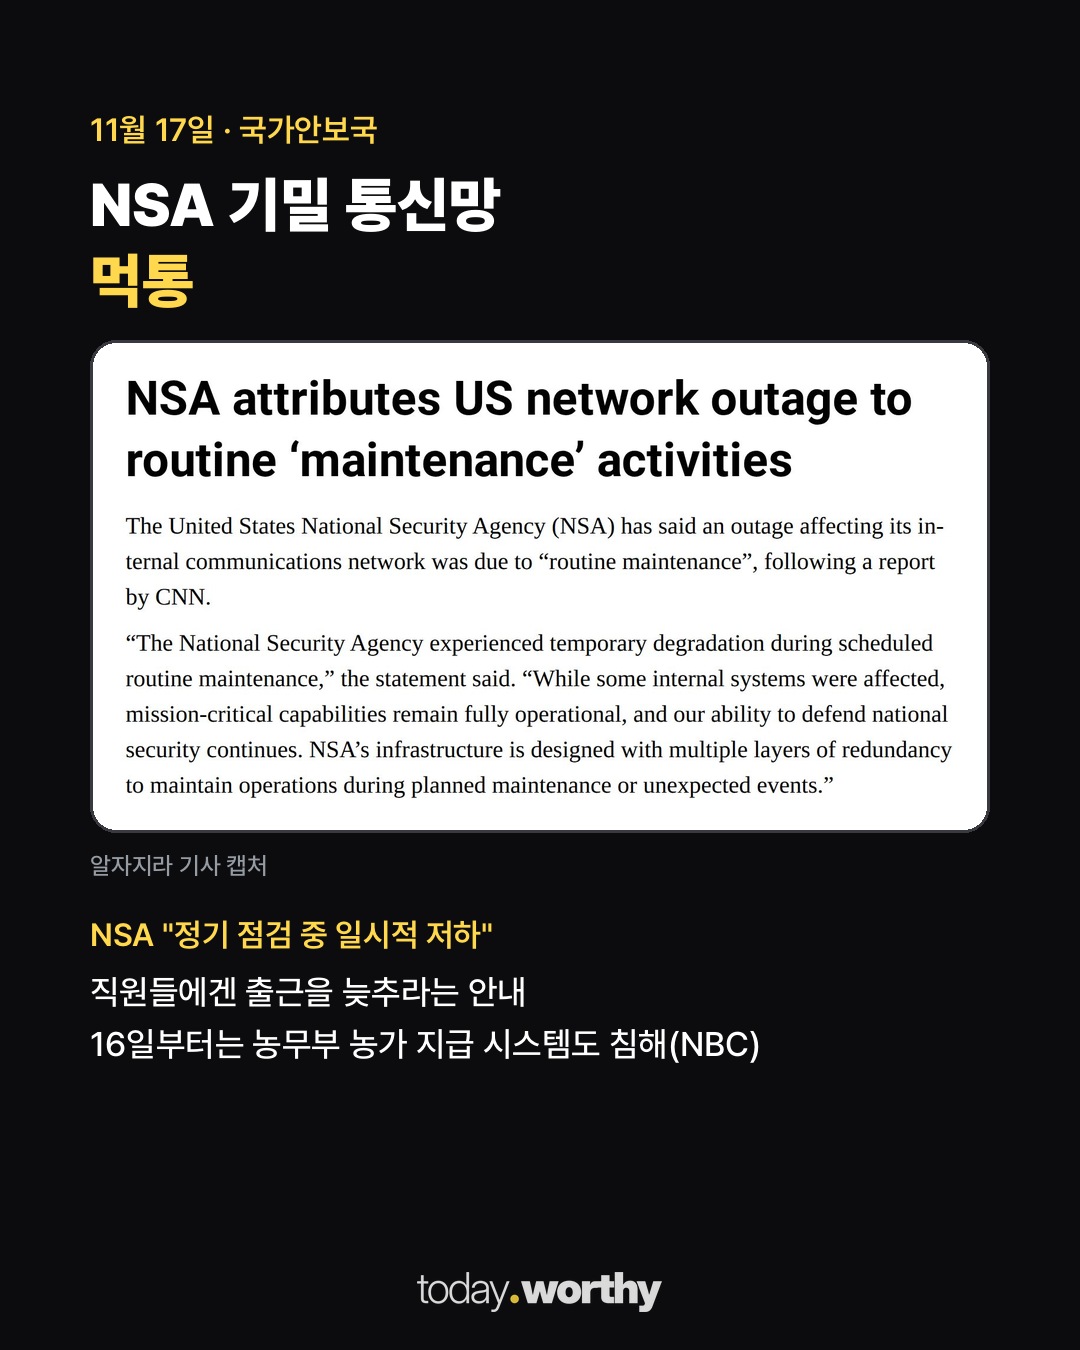 11월 17일 · 국가안보국
NSA 기밀 통신망
먹통
NSA attributes US network outage to
routine ‘maintenance’ activities
The United States National Security Agency (NSA) has said an outage affecting its in-
ternal communications network was due to “routine maintenance”, following a report
by CNN.
“The National Security Agency experienced temporary degradation during scheduled
routine maintenance,” the statement said. “While some internal systems were affected,
mission-critical capabilities remain fully operational, and our ability to defend national
security continues. NSA’s infrastructure is designed with multiple layers of redundancy
to maintain operations during planned maintenance or unexpected events.”
알자지라 기사 캡처
NSA "정기 점검 중 일시적 저하"
직원들에겐 출근을 늦추라는 안내
16일부터는 농무부 농가 지급 시스템도 침해(NBC)
today.worthy